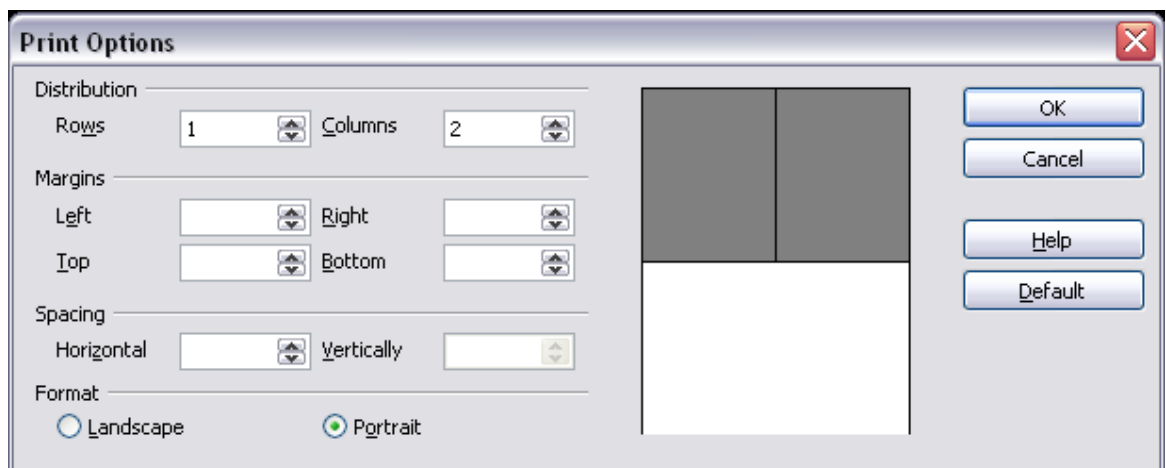 Print Options
Distribution
Rows 1 Columns 2
Margins
Left Right
Top Bottom
Spacing
Horizontal Vertically
Format
Landscape Portrait
OK
Cancel
Help
Default